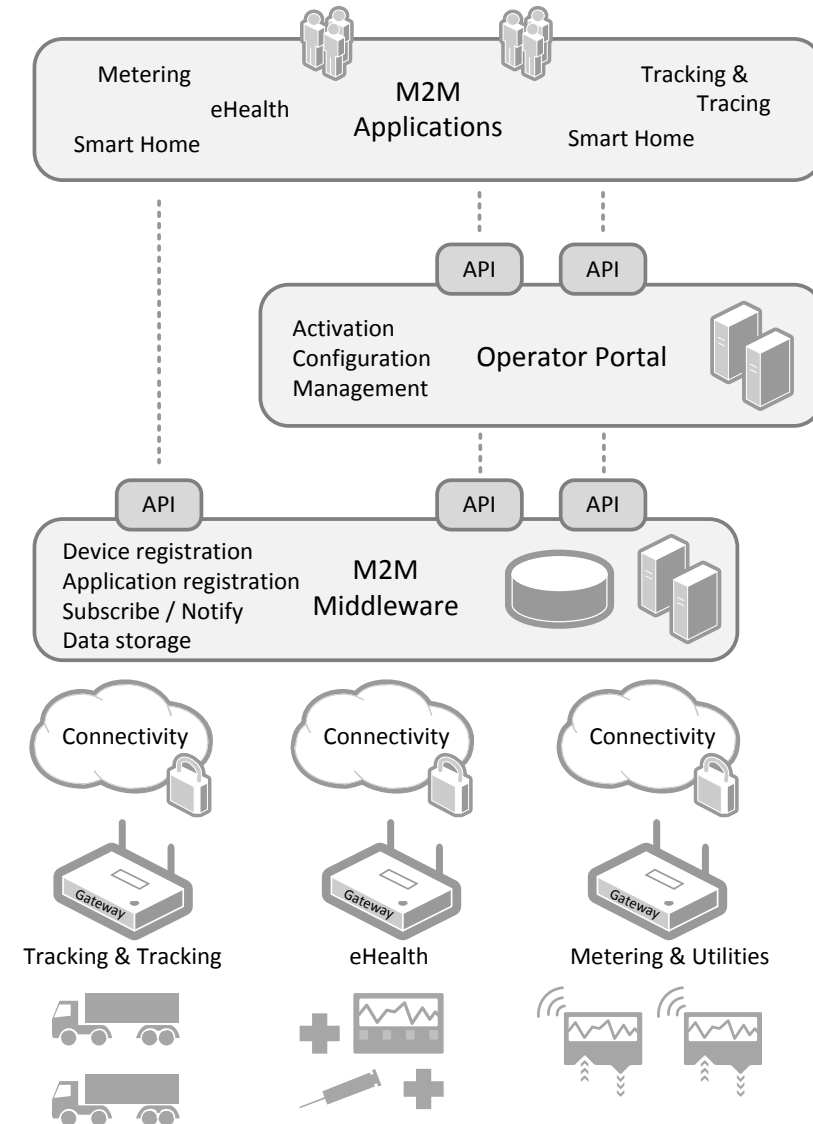 Metering
eHealth
Smart Home
M2M
Applications
Tracking &
Tracing
Smart Home
API
API
Activation
Configuration
Management
Operator Portal
API
API
API
Device registration
Application registration
Subscribe / Notify
Data storage
M2M
Middleware
Connectivity
Connectivity
Connectivity
Gateway
Gateway
Gateway
Tracking & Tracking
eHealth
Metering & Utilities